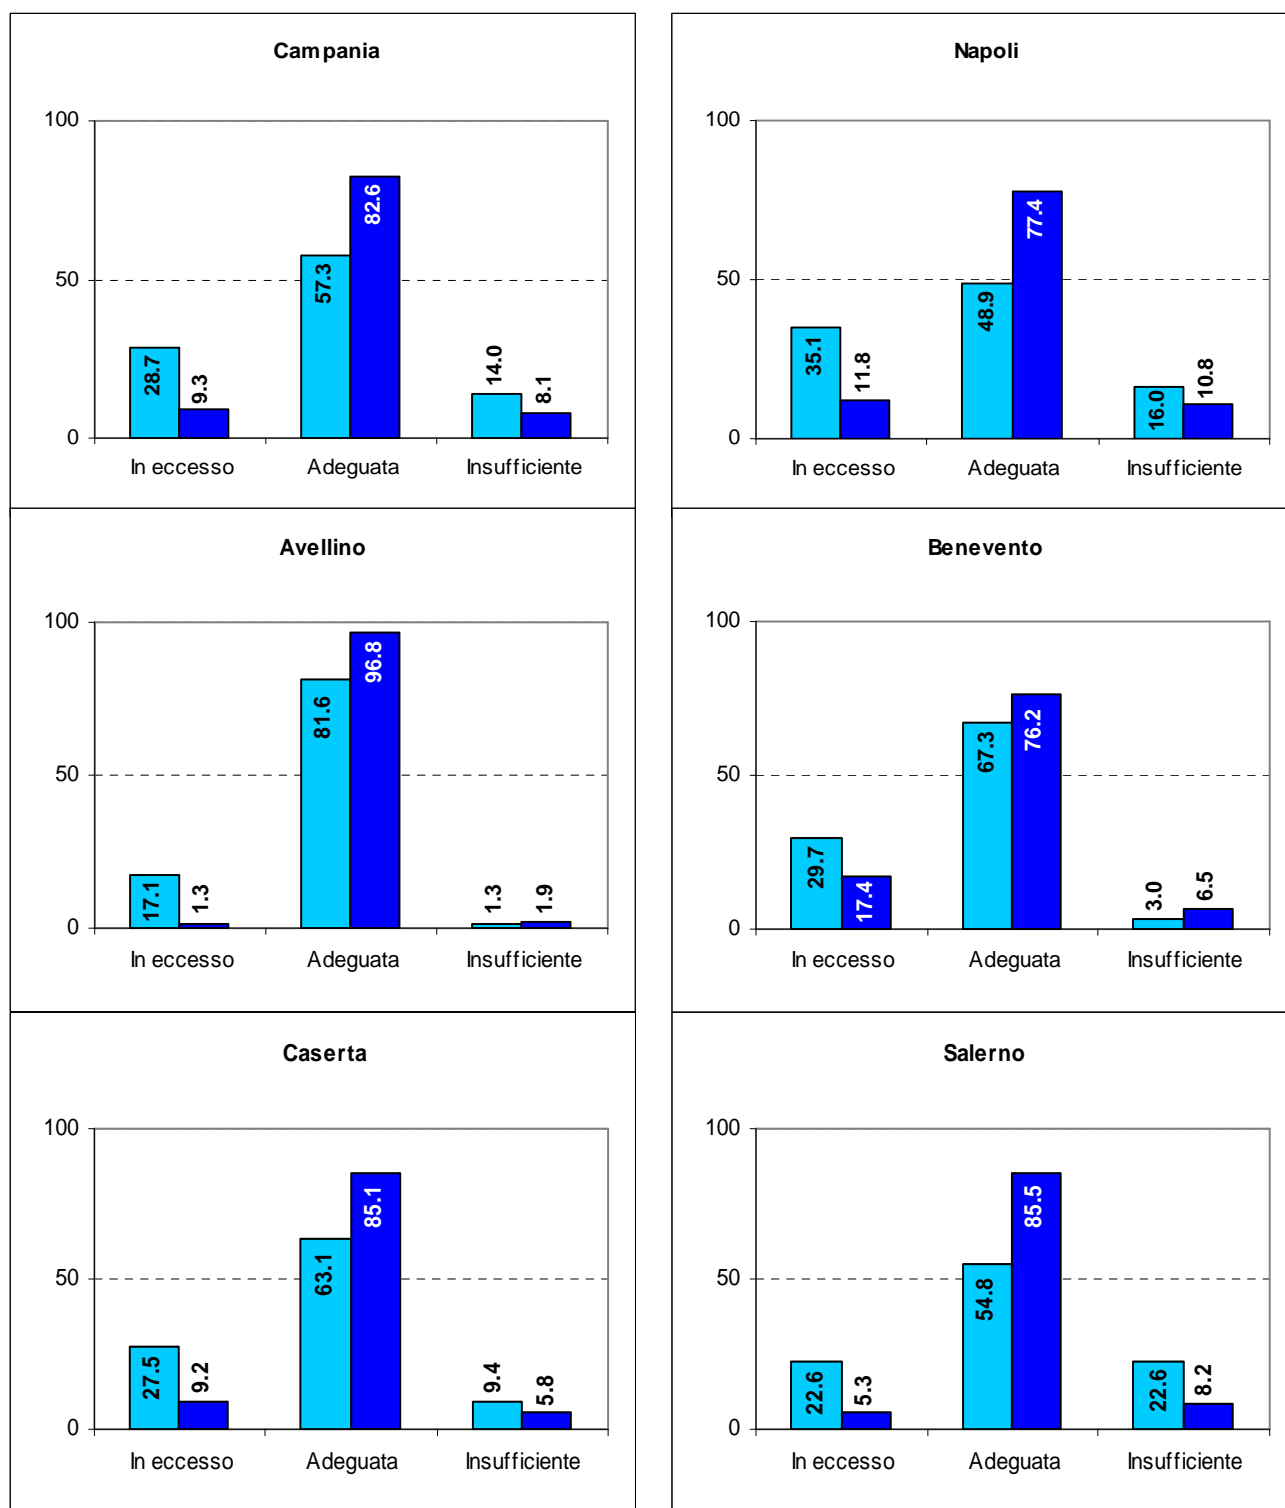 Campania
100
50
0
28.7
9.3
57.3
82.6
14.0
8.1
In eccesso
Adeguata
Insufficiente
Napoli
100
50
0
35.1
11.8
48.9
77.4
16.0
10.8
In eccesso
Adeguata
Insufficiente
Avellino
100
50
0
17.1
1.3
81.6
96.8
1.3
1.9
In eccesso
Adeguata
Insufficiente
Benevento
100
50
0
29.7
17.4
67.3
76.2
3.0
6.5
In eccesso
Adeguata
Insufficiente
Caserta
100
50
0
27.5
9.2
63.1
85.1
9.4
5.8
In eccesso
Adeguata
Insufficiente
Salerno
100
50
0
22.6
5.3
54.8
85.5
22.6
8.2
In eccesso
Adeguata
Insufficiente